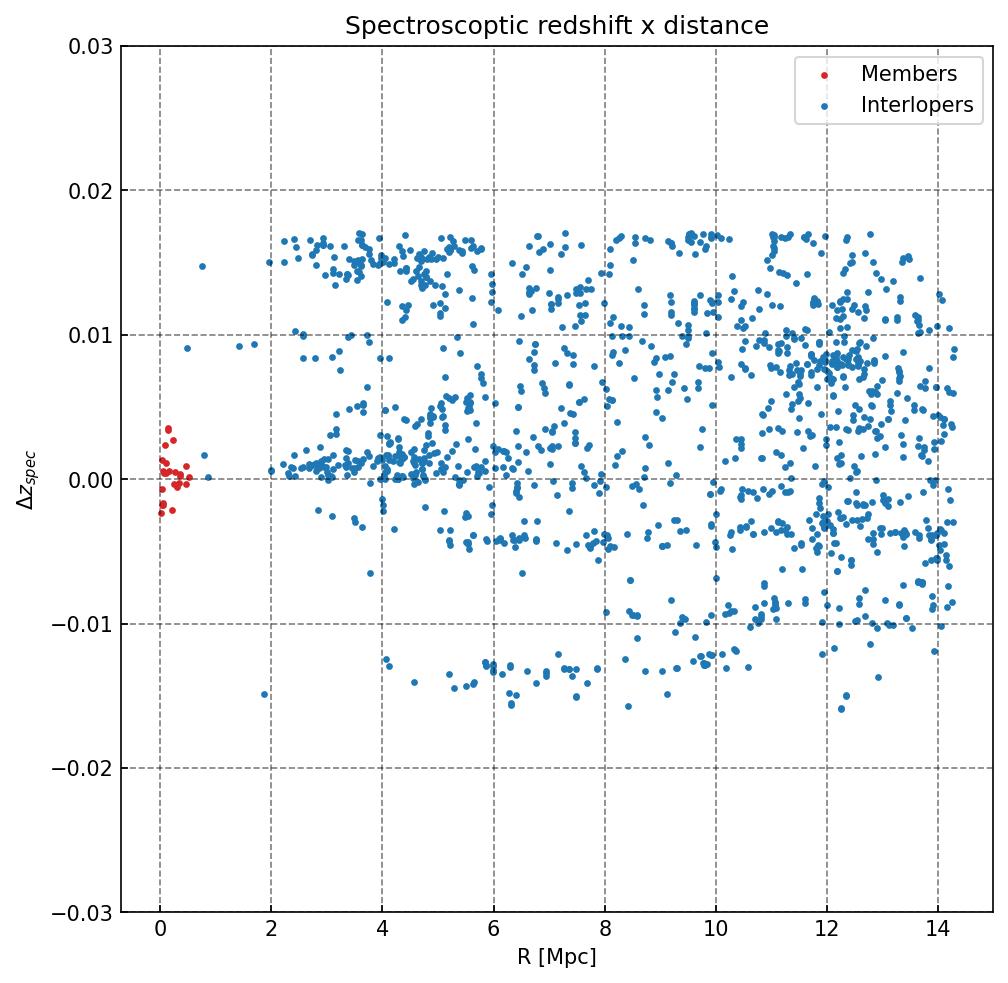 Spectroscoptic redshift x distance
Members
Interlopers
0.03
0.02
0.01
0.00
−0.01
−0.02
−0.03
Δz_spec
0 2 4 6 8 10 12 14
R [Mpc]